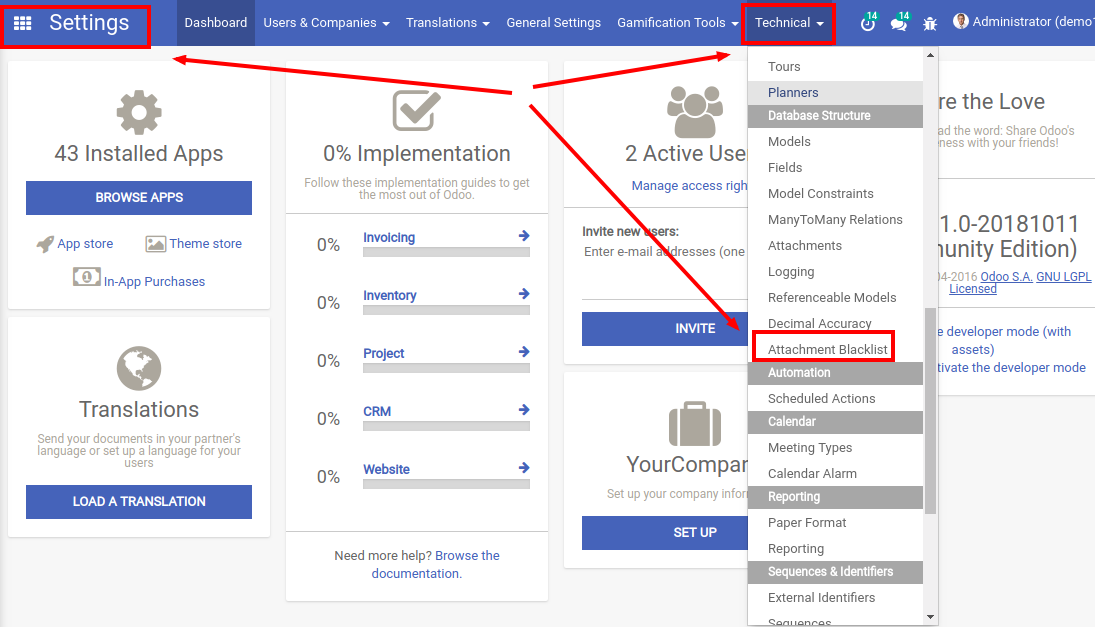 Settings
Dashboard
Users & Companies
Translations
General Settings
Gamification Tools
Technical
14
14
Administrator (demo1
43 Installed Apps
BROWSE APPS
App store
Theme store
In-App Purchases
Translations
Send your documents in your partner's
language or set up a language for your
users
LOAD A TRANSLATION
0% Implementation
Follow these implementation guides to get
the most out of Odoo.
0%
Invoicing
0%
Inventory
0%
Project
0%
CRM
0%
Website
Need more help? Browse the
documentation.
2 Active Use
Manage access righ
Invite new users:
Enter e-mail addresses (one
INVITE
YourCompan
Set up your company infor
SET UP
Tours
Planners
Database Structure
Models
Fields
Model Constraints
ManyToMany Relations
Attachments
Logging
Referenceable Models
Decimal Accuracy
Attachment Blacklist
Automation
Scheduled Actions
Calendar
Meeting Types
Calendar Alarm
Reporting
Paper Format
Reporting
Sequences & Identifiers
External Identifiers
Sequences
re the Love
ead the word: Share Odoo's
eness with your friends!
1.0-20181011
unity Edition)
04-2016 Odoo S.A. GNU LGPL
Licensed
e developer mode (with
assets)
tivate the developer mode